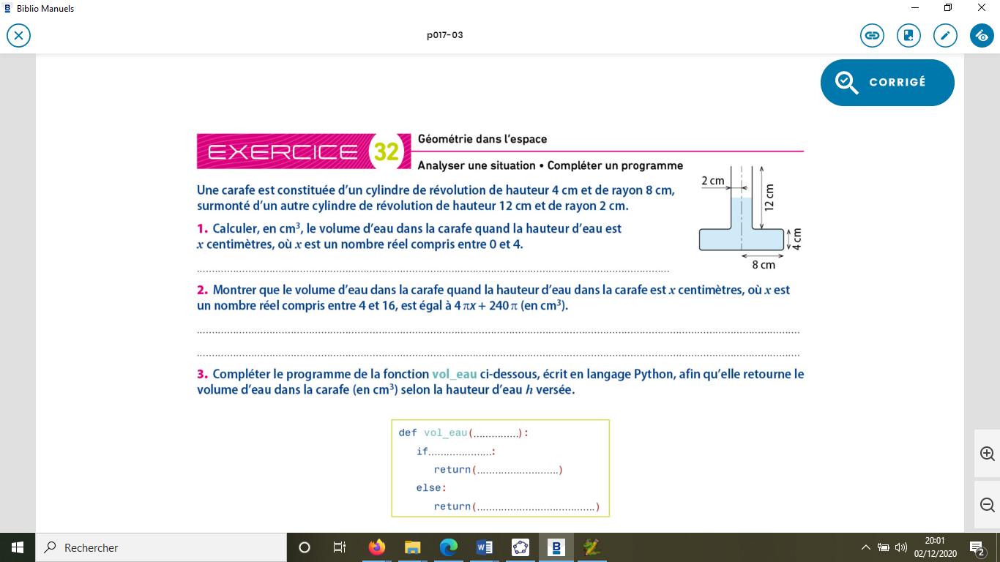 Biblio Manuels
p017-03
CORRIGÉ
EXERCICE 32
Géométrie dans l'espace
Analyser une situation • Compléter un programme
Une carafe est constituée d'un cylindre de révolution de hauteur 4 cm et de rayon 8 cm,
surmonté d'un autre cylindre de révolution de hauteur 12 cm et de rayon 2 cm.
2 cm
12 cm
4 cm
8 cm
1. Calculer, en cm³, le volume d'eau dans la carafe quand la hauteur d'eau est
x centimètres, où x est un nombre réel compris entre 0 et 4.
2. Montrer que le volume d'eau dans la carafe quand la hauteur d'eau dans la carafe est x centimètres, où x est
un nombre réel compris entre 4 et 16, est égal à 4 πx + 240 π (en cm³).
3. Compléter le programme de la fonction vol_eau ci-dessous, écrit en langage Python, afin qu'elle retourne le
volume d'eau dans la carafe (en cm³) selon la hauteur d'eau h versée.
def vol_eau(...............):
if.....................:
return(...........................)
else:
return(.......................................)
Rechercher
20:01
02/12/2020
2